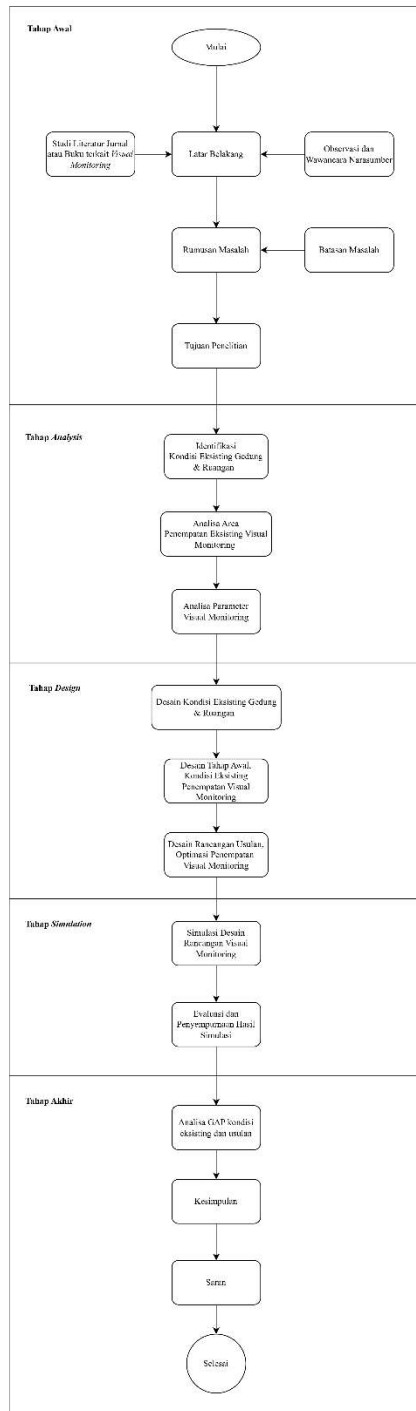 Tahap Awal
Mulai
Studi Literatur Jurnal
atau Buku terkait Visual
Monitoring
Latar Belakang
Observasi dan
Wawancara Narasumber
Rumusan Masalah
Batasan Masalah
Tujuan Penelitian
Tahap Analysis
Identifikasi
Kondisi Eksisting Gedung
& Ruangan
Analisa Area
Penempatan Eksisting Visual
Monitoring
Analisa Parameter
Visual Monitoring
Tahap Design
Desain Kondisi Eksisting Gedung
& Ruangan
Desain Tahap Awal,
Kondisi Eksisting
Penempatan Visual
Monitoring
Desain Rancangan Usulan,
Optimasi Penempatan
Visual Monitoring
Tahap Simulation
Simulasi Desain
Rancangan Visual
Monitoring
Evaluasi dan
Penyempurnaan Hasil
Simulasi
Tahap Akhir
Analisa GAP kondisi
eksisting dan usulan
Kesimpulan
Saran
Selesai